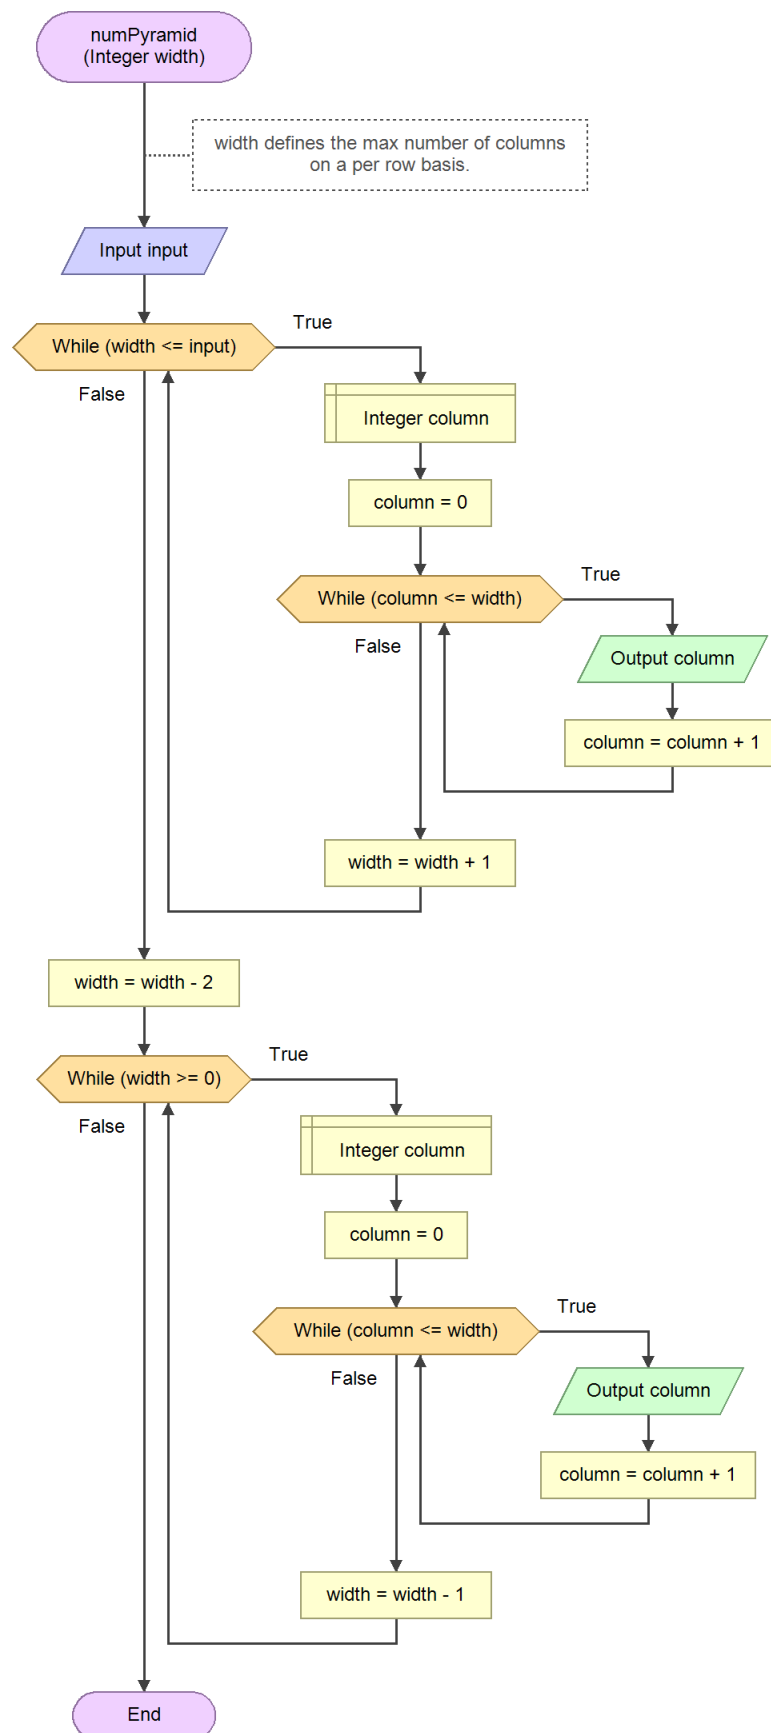 numPyramid
(Integer width)
width defines the max number of columns
on a per row basis.
Input input
While (width <= input)
True
False
Integer column
column = 0
While (column <= width)
True
False
Output column
column = column + 1
width = width + 1
width = width - 2
While (width >= 0)
True
False
Integer column
column = 0
While (column <= width)
True
False
Output column
column = column + 1
width = width - 1
End